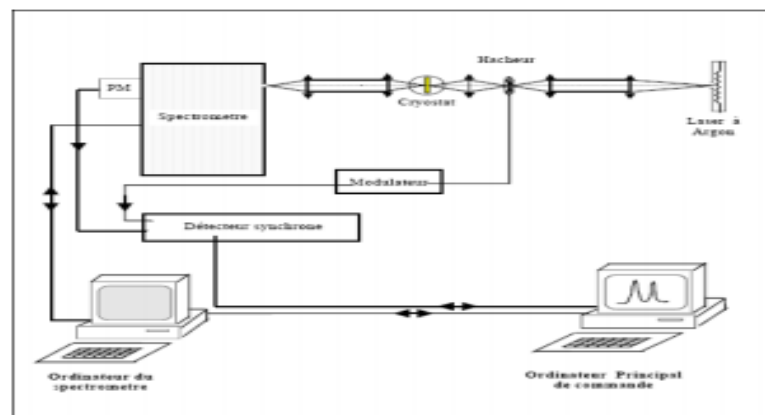 Hacheur
PM
Cryostat
Spectrometre
Laser à
Argon
Modulateur
Détecteur synchrone
Ordinateur du
spectrometre
Ordinateur Principal
de commande